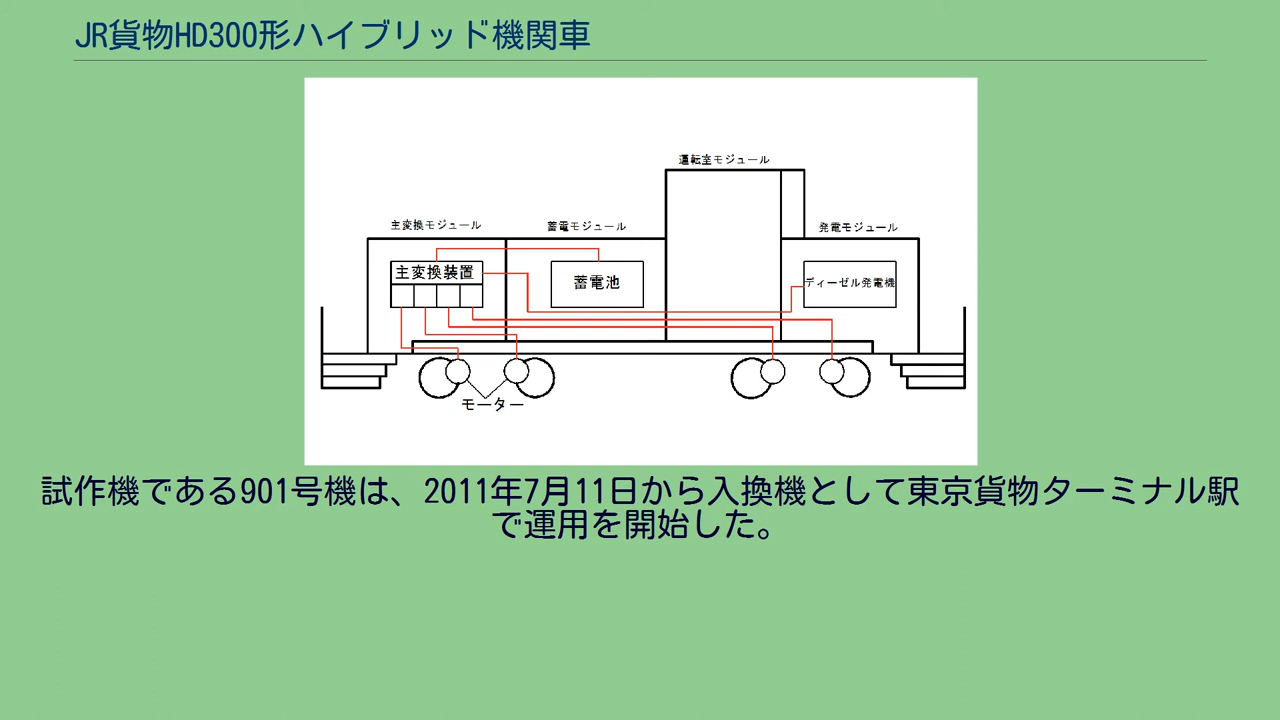 JR貨物HD300形ハイブリッド機関車
運転室モジュール
主変換モジュール
蓄電モジュール
発電モジュール
主変換装置
蓄電池
ディーゼル発電機
モーター
試作機である901号機は、2011年7月11日から入換機として東京貨物ターミナル駅
で運用を開始した。